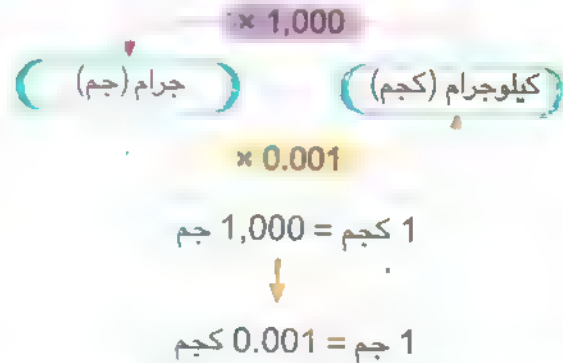 × 1,000
كيلوجرام (كجم) جرام (جم)
× 0.001
1 كجم = 1,000 جم
1 جم = 0.001 كجم